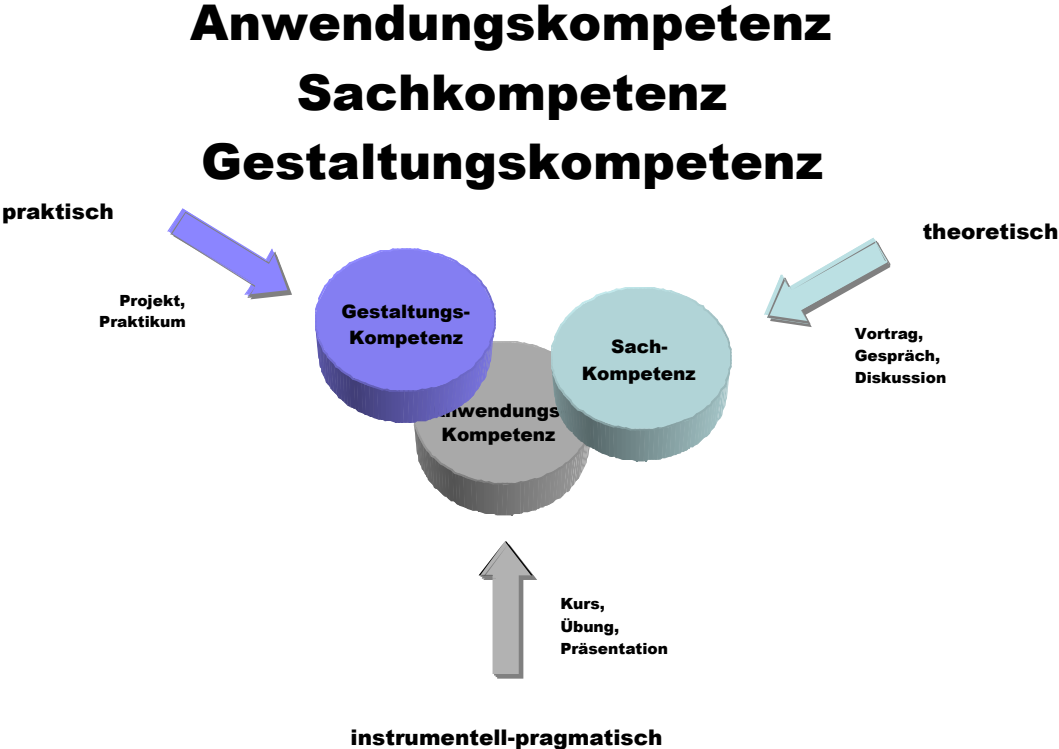 Anwendungskompetenz
Sachkompetenz
Gestaltungskompetenz
praktisch
theoretisch
Projekt,
Praktikum
Gestaltungs-
Kompetenz
Sach-
Kompetenz
Vortrag,
Gespräch,
Diskussion
Anwendungs
Kompetenz
Kurs,
Übung,
Präsentation
instrumentell-pragmatisch